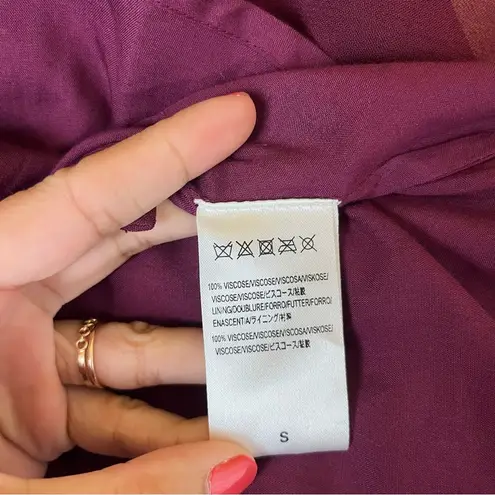 100% VISCOSE/VISCOSE/VISCOSA/VISKOSE/
VISCOSE/VISCOSE/ビスコース/粘胶
LINING/DOUBLURE/FORRO/FUTTER/FORRO/
ENASCENTIA/ライニング/衬料
100% VISCOSE/VISCOSE/VISCOSA/VISKOSE/
VISCOSE/VISCOSE/ビスコース/粘胶
S